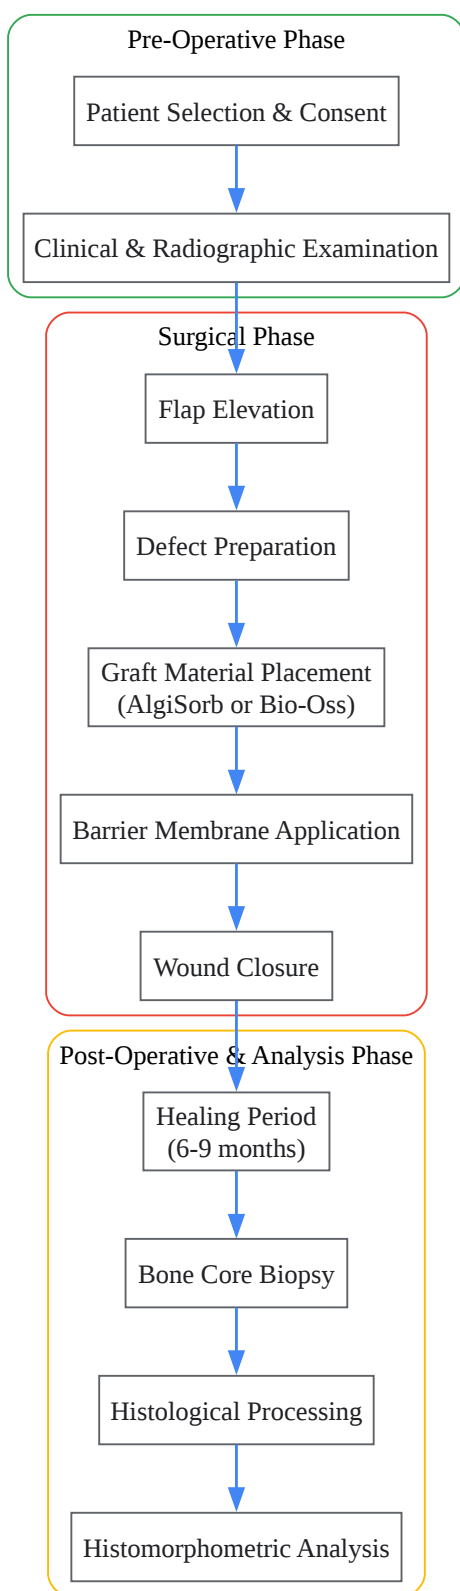 Pre-Operative Phase
Patient Selection & Consent
Clinical & Radiographic Examination
Surgical Phase
Flap Elevation
Defect Preparation
Graft Material Placement
(AlgiSorb or Bio-Oss)
Barrier Membrane Application
Wound Closure
Post-Operative & Analysis Phase
Healing Period
(6-9 months)
Bone Core Biopsy
Histological Processing
Histomorphometric Analysis